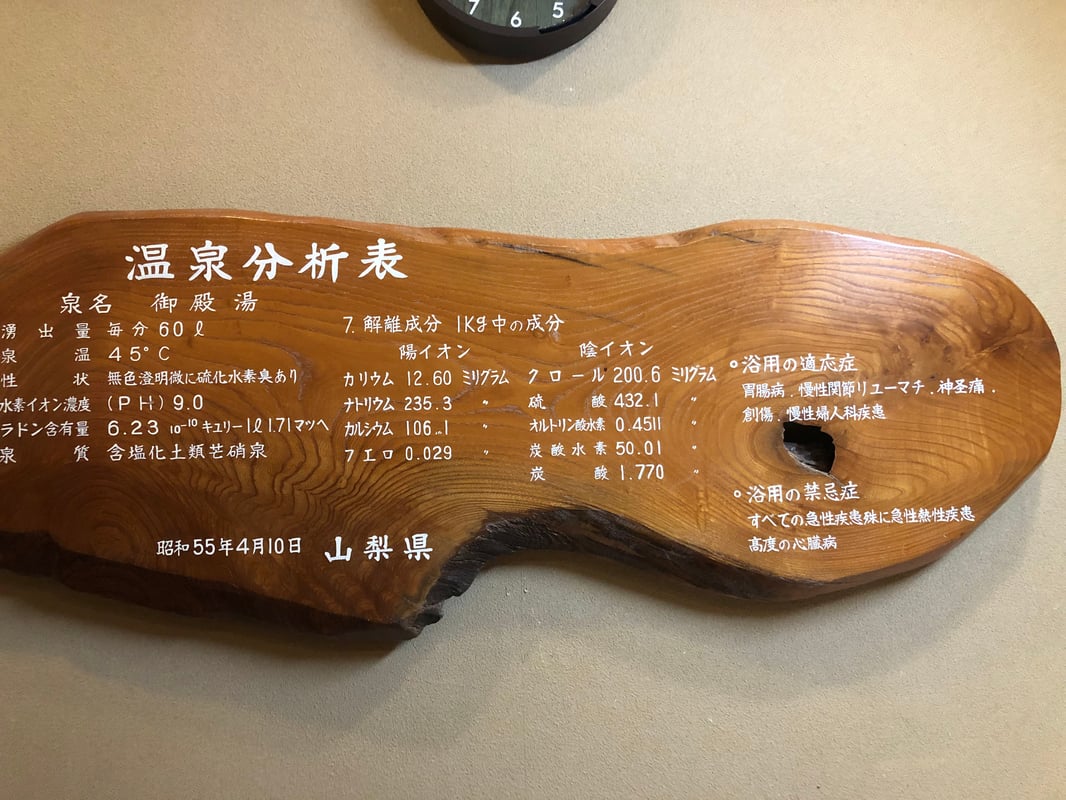 7 6 5
温泉分析表
泉名 御殿湯
湧出量 毎分60ℓ
泉温 45°C
性状 無色澄明微に硫化水素臭あり
水素イオン濃度 (PH)9.0
ラドン含有量 6.23 10⁻¹⁰キュリー1ℓ1.71マツヘ
泉質 含塩化土類芒硝泉
7. 解離成分 1Kg中の成分
陽イオン 陰イオン
カリウム 12.60 ミリグラム クロール 200.6 ミリグラム
ナトリウム 235.3 〃 硫酸 432.1 〃
カルシウム 106.1 〃 オルトリン酸水素 0.4511 〃
フエロ 0.029 〃 炭酸水素 50.01 〃
炭酸 1.770 〃
昭和55年4月10日 山梨県
○浴用の適応症
胃腸病.慢性関節リューマチ.神圣痛.
創傷.慢性婦人科疾患
○浴用の禁忌症
すべての急性疾患殊に急性熱性疾患
高度の心臓病